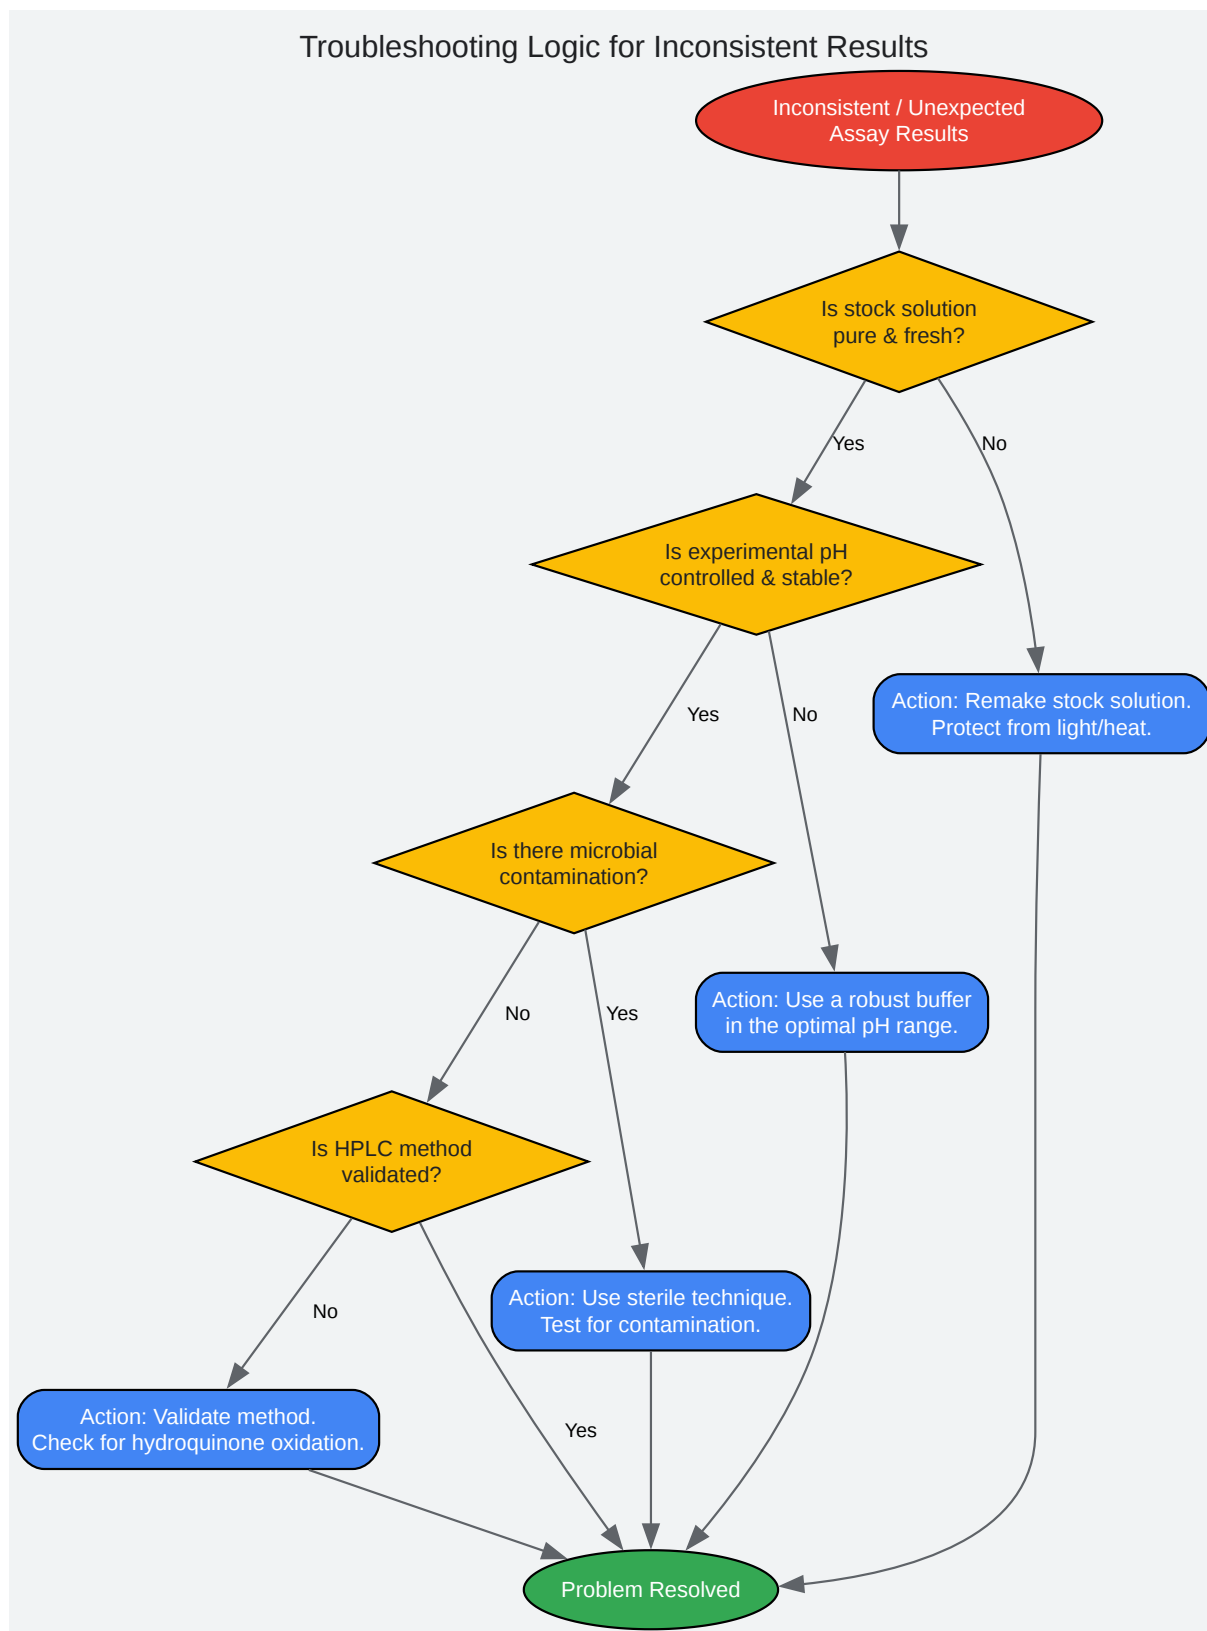 Troubleshooting Logic for Inconsistent Results
Inconsistent / Unexpected
Assay Results
Is stock solution
pure & fresh?
Yes
No
Is experimental pH
controlled & stable?
Action: Remake stock solution.
Protect from light/heat.
Yes
No
Is there microbial
contamination?
Action: Use a robust buffer
in the optimal pH range.
No
Yes
Is HPLC method
validated?
Action: Use sterile technique.
Test for contamination.
No
Action: Validate method.
Check for hydroquinone oxidation.
Yes
Problem Resolved